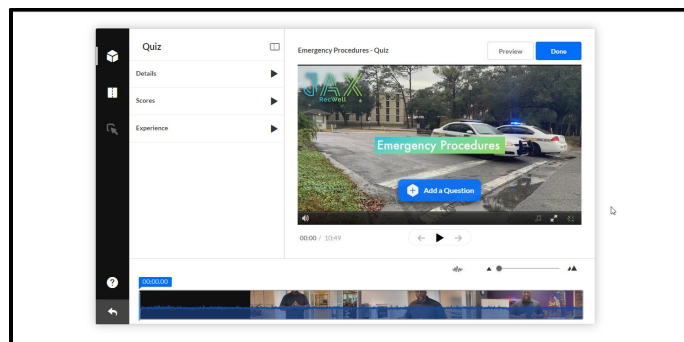 Quiz
Details
Scores
Experience
Emergency Procedures - Quiz
Preview
Done
JAX
RecWell
Emergency Procedures
Add a Question
00:00 / 10:49
00:00.00